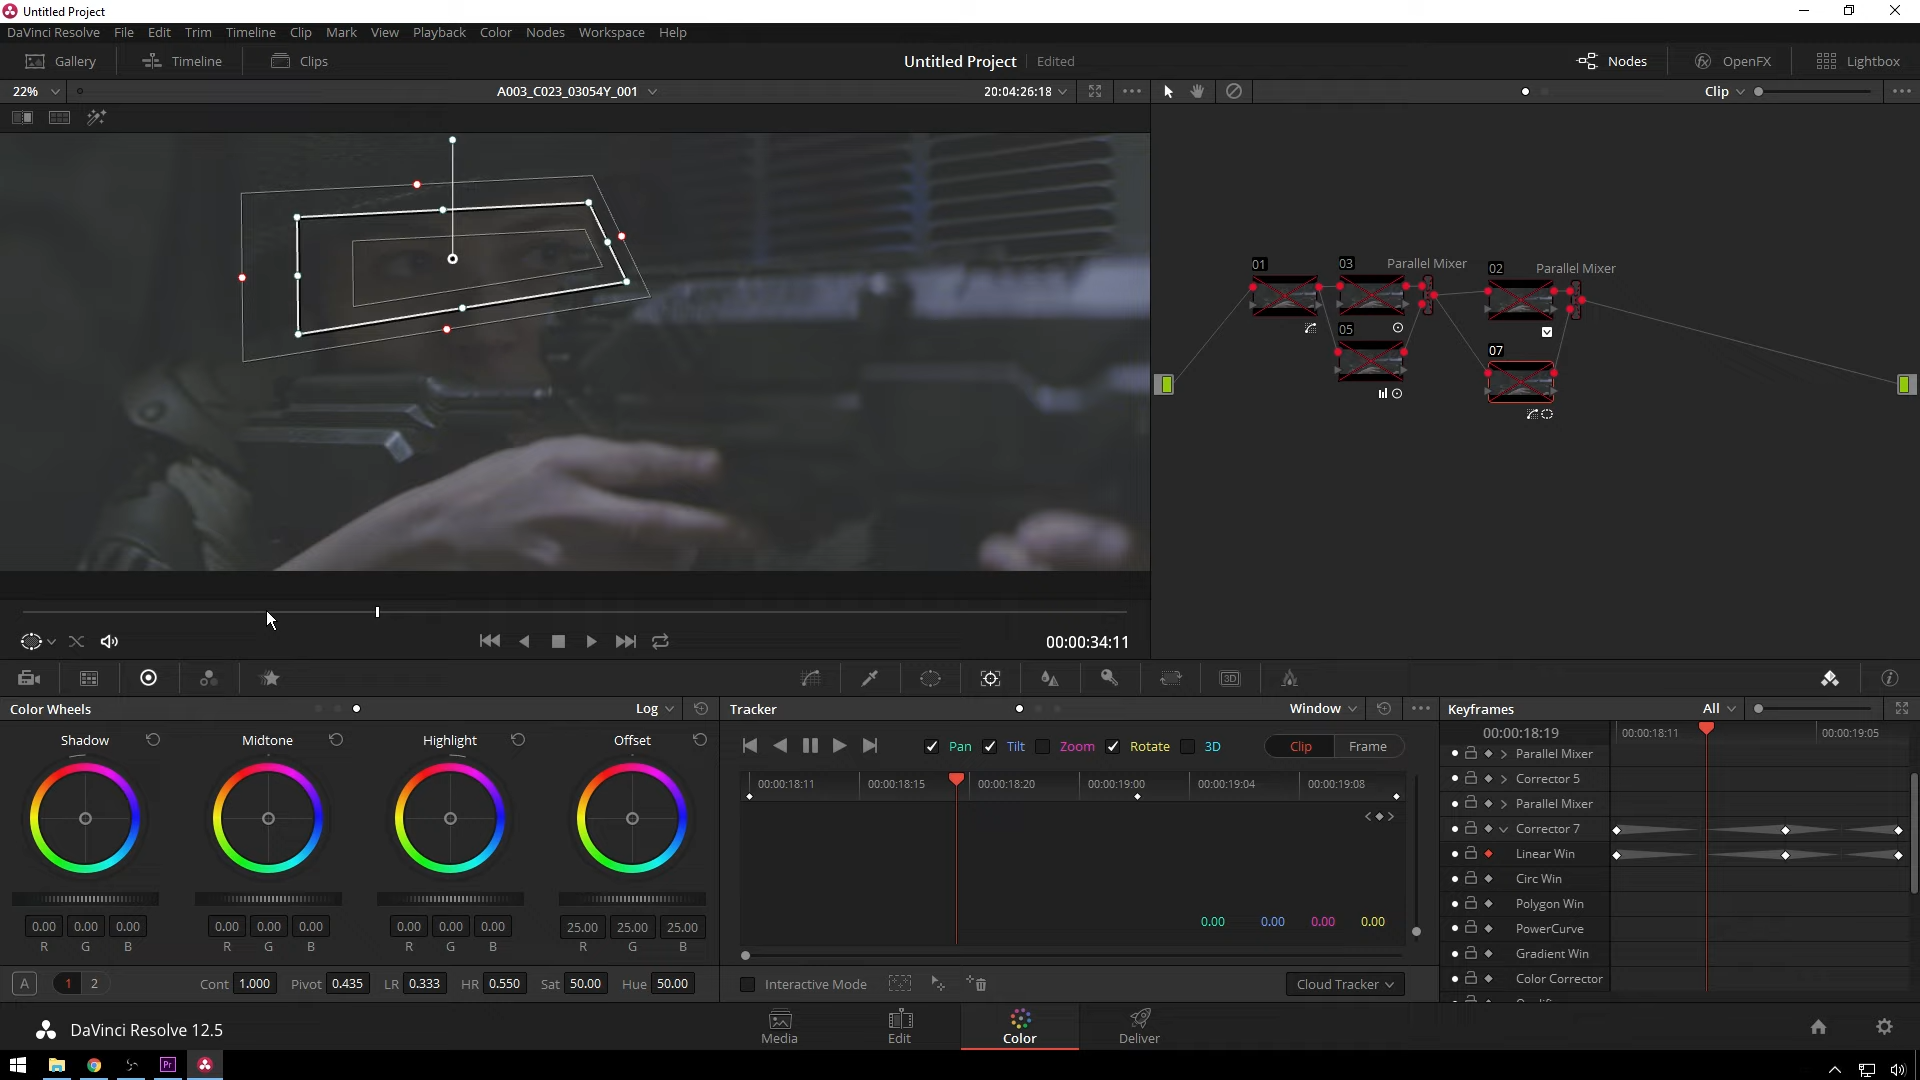 Untitled Project
DaVinci Resolve File Edit Trim Timeline Clip Mark View Playback Color Nodes Workspace Help
Gallery Timeline Clips Untitled Project Edited Nodes OpenFX Lightbox
22% A003_C023_03054Y_001 20:04:26:18 Clip
01 03 Parallel Mixer 02 Parallel Mixer
05
07
00:00:34:11
3D
Color Wheels Log Tracker Window Keyframes All
Shadow Midtone Highlight Offset
Pan Tilt Zoom Rotate 3D Clip Frame
00:00:18:19 00:00:18:11 00:00:19:05
00:00:18:11 00:00:18:15 00:00:18:20 00:00:19:00 00:00:19:04 00:00:19:08
Parallel Mixer
Corrector 5
Parallel Mixer
Corrector 7
Linear Win
Circ Win
Polygon Win
PowerCurve
Gradient Win
Color Corrector
0.00 0.00 0.00 0.00
0.00 0.00 0.00 0.00 0.00 0.00 0.00 0.00 0.00 25.00 25.00 25.00
R G B R G B R G B R G B
A 1 2 Cont 1.000 Pivot 0.435 LR 0.333 HR 0.550 Sat 50.00 Hue 50.00
Interactive Mode Cloud Tracker
DaVinci Resolve 12.5
Media Edit Color Deliver
Pr